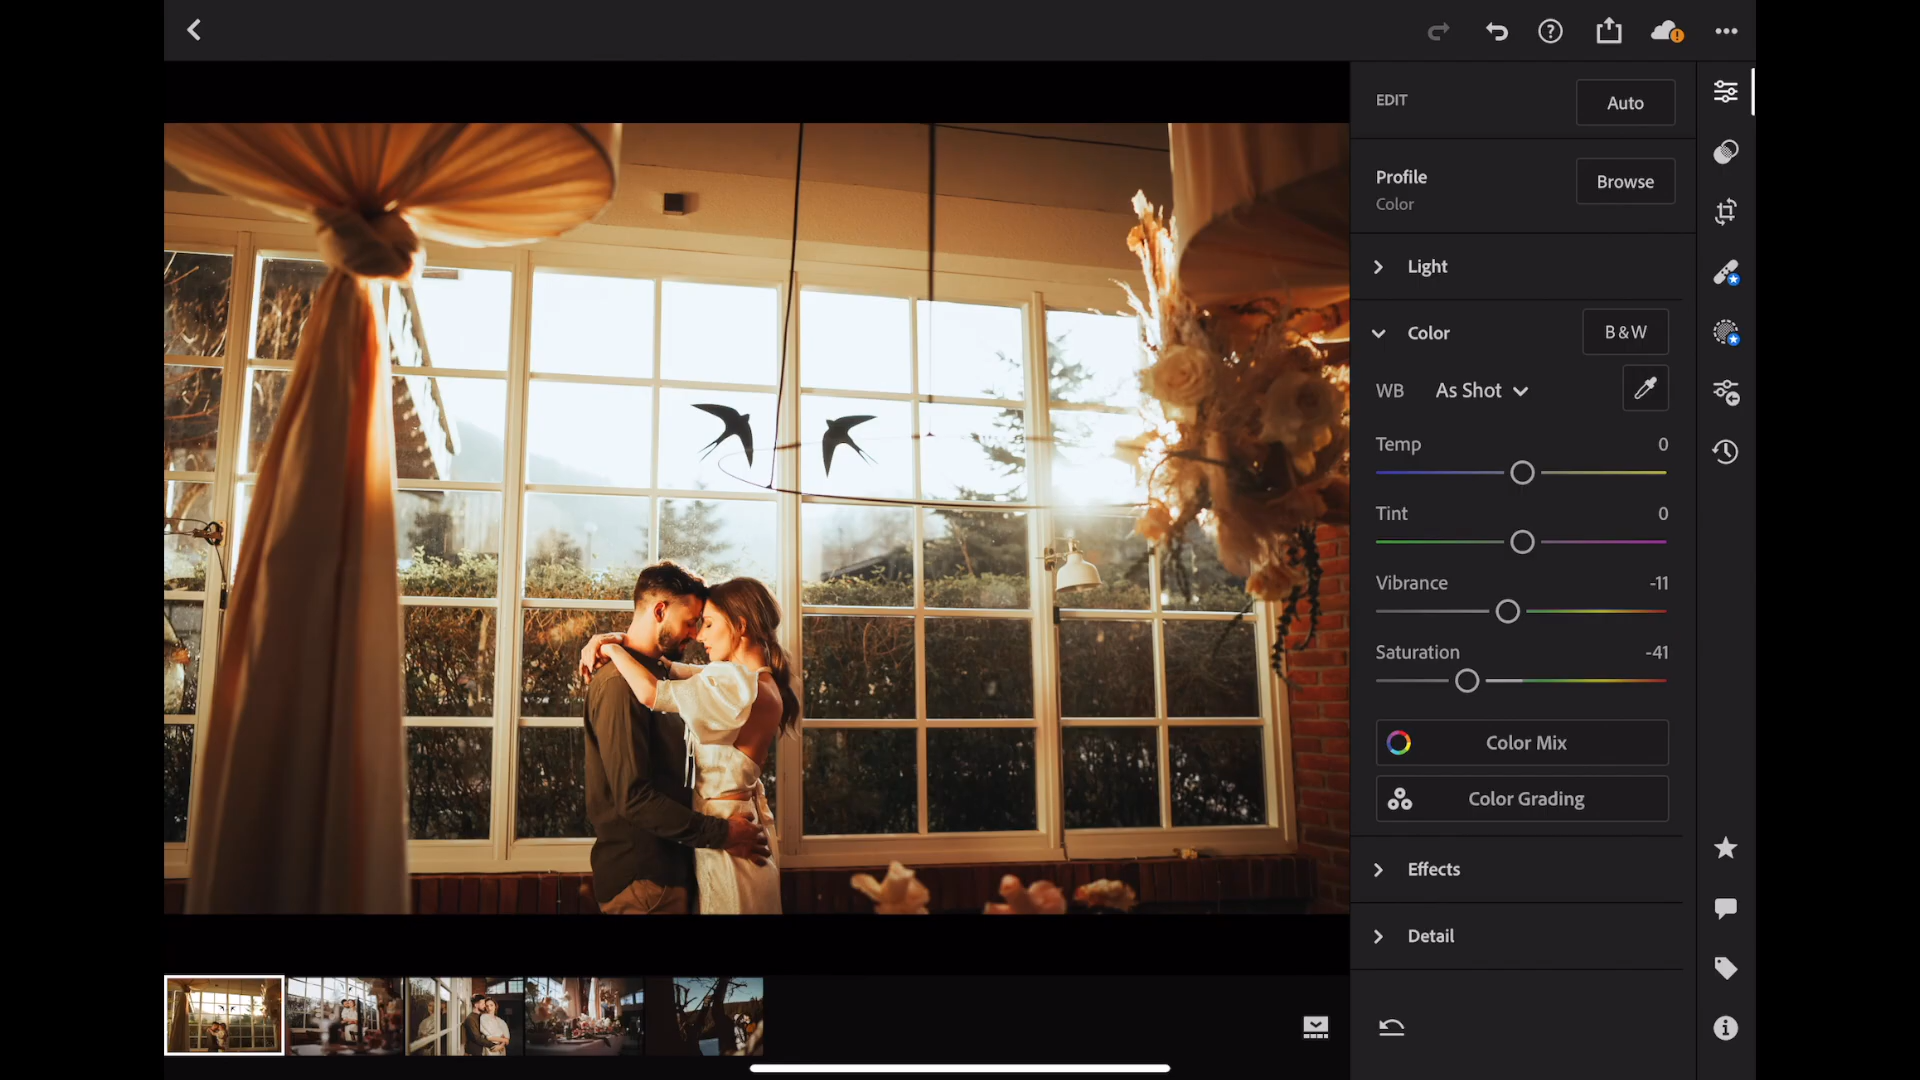 EDIT
Auto
Profile
Browse
Color
Light
Color
B&W
WB
As Shot
Temp
0
Tint
0
Vibrance
-11
Saturation
-41
Color Mix
Color Grading
Effects
Detail